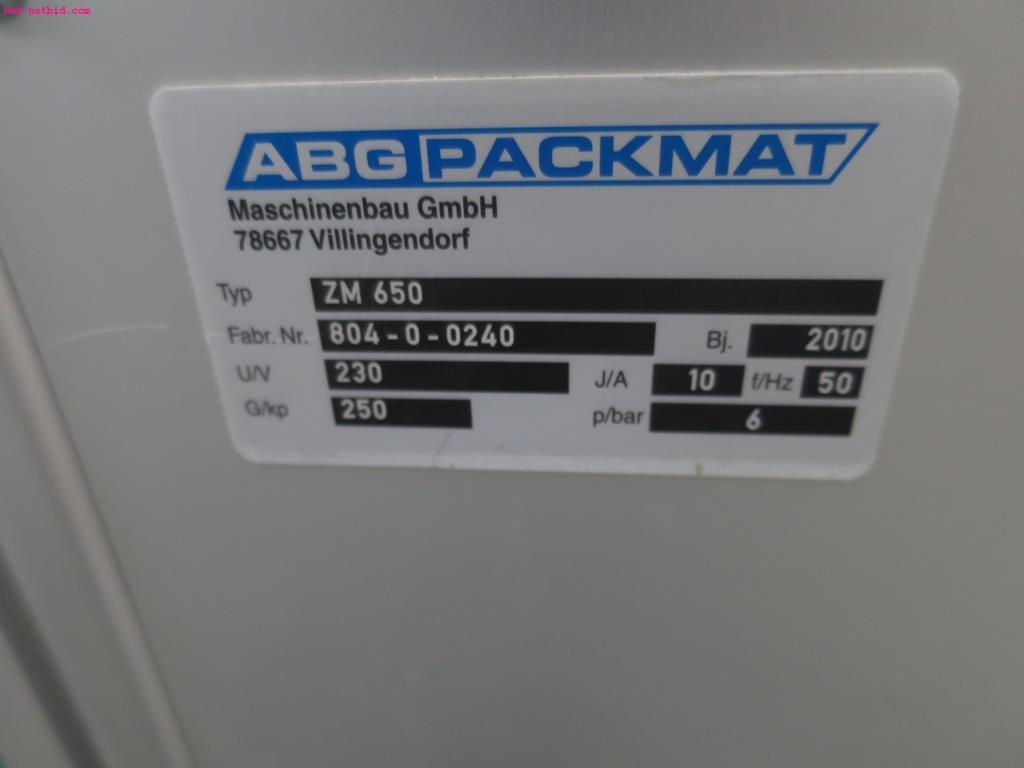 www.netbid.com
ABG PACKMAT
Maschinenbau GmbH
78667 Villingendorf
Typ ZM 650
Fabr. Nr. 804-0-0240 Bj. 2010
U/V 230 J/A 10 f/Hz 50
G/kp 250 p/bar 6